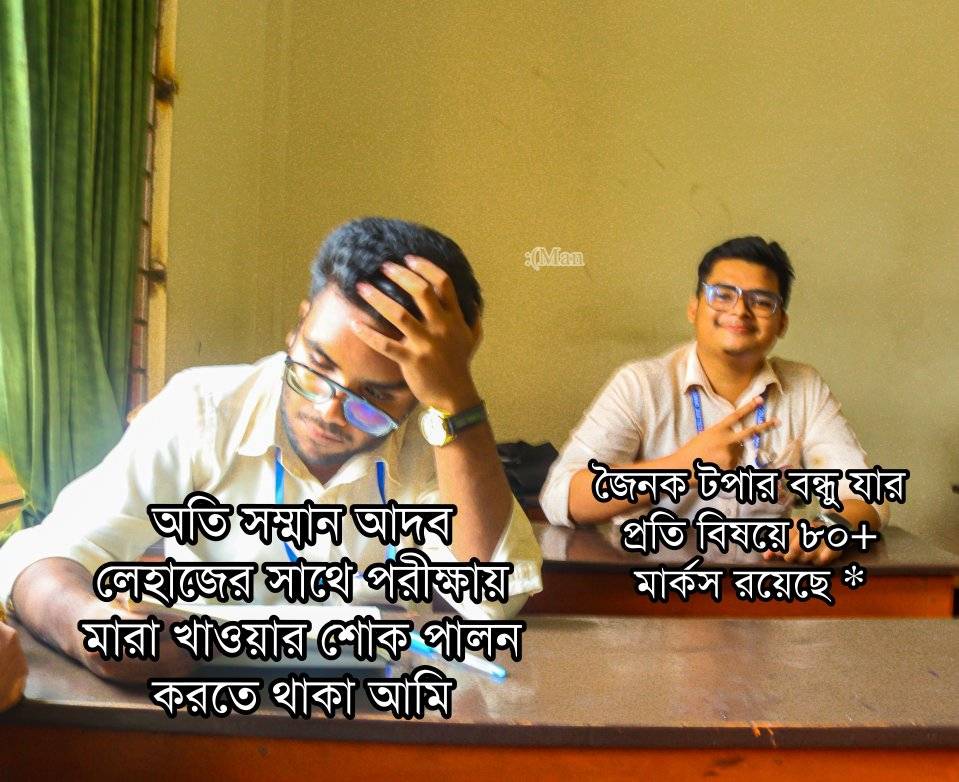 :(Man
অতি সম্মান আদব
লেহাজের সাথে পরীক্ষায়
মারা খাওয়ার শোক পালন
করতে থাকা আমি
জৈনক টপার বন্ধু যার
প্রতি বিষয়ে ৮০+
মার্কস রয়েছে *